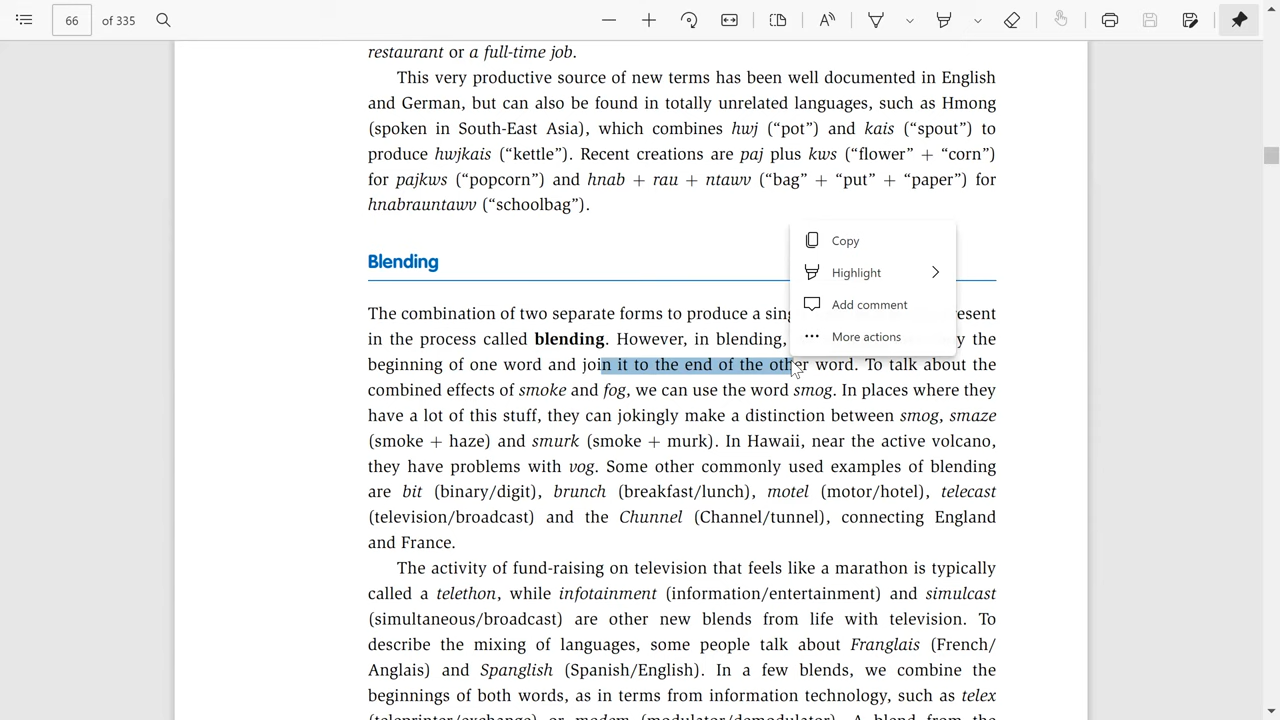 66 of 335
restaurant or a full-time job.
This very productive source of new terms has been well documented in English
and German, but can also be found in totally unrelated languages, such as Hmong
(spoken in South-East Asia), which combines hwj (“pot”) and kais (“spout”) to
produce hwjkais (“kettle”). Recent creations are paj plus kws (“flower” + “corn”)
for pajkws (“popcorn”) and hnab + rau + ntawv (“bag” + “put” + “paper”) for
hnabrauntawv (“schoolbag”).
Copy
Highlight
Add comment
More actions
Blending
The combination of two separate forms to produce a sing resent
in the process called blending. However, in blending, y the
beginning of one word and join it to the end of the other word. To talk about the
combined effects of smoke and fog, we can use the word smog. In places where they
have a lot of this stuff, they can jokingly make a distinction between smog, smaze
(smoke + haze) and smurk (smoke + murk). In Hawaii, near the active volcano,
they have problems with vog. Some other commonly used examples of blending
are bit (binary/digit), brunch (breakfast/lunch), motel (motor/hotel), telecast
(television/broadcast) and the Chunnel (Channel/tunnel), connecting England
and France.
The activity of fund-raising on television that feels like a marathon is typically
called a telethon, while infotainment (information/entertainment) and simulcast
(simultaneous/broadcast) are other new blends from life with television. To
describe the mixing of languages, some people talk about Franglais (French/
Anglais) and Spanglish (Spanish/English). In a few blends, we combine the
beginnings of both words, as in terms from information technology, such as telex
(teleprinter/exchange) or modem (modulator/demodulator). A blend from the